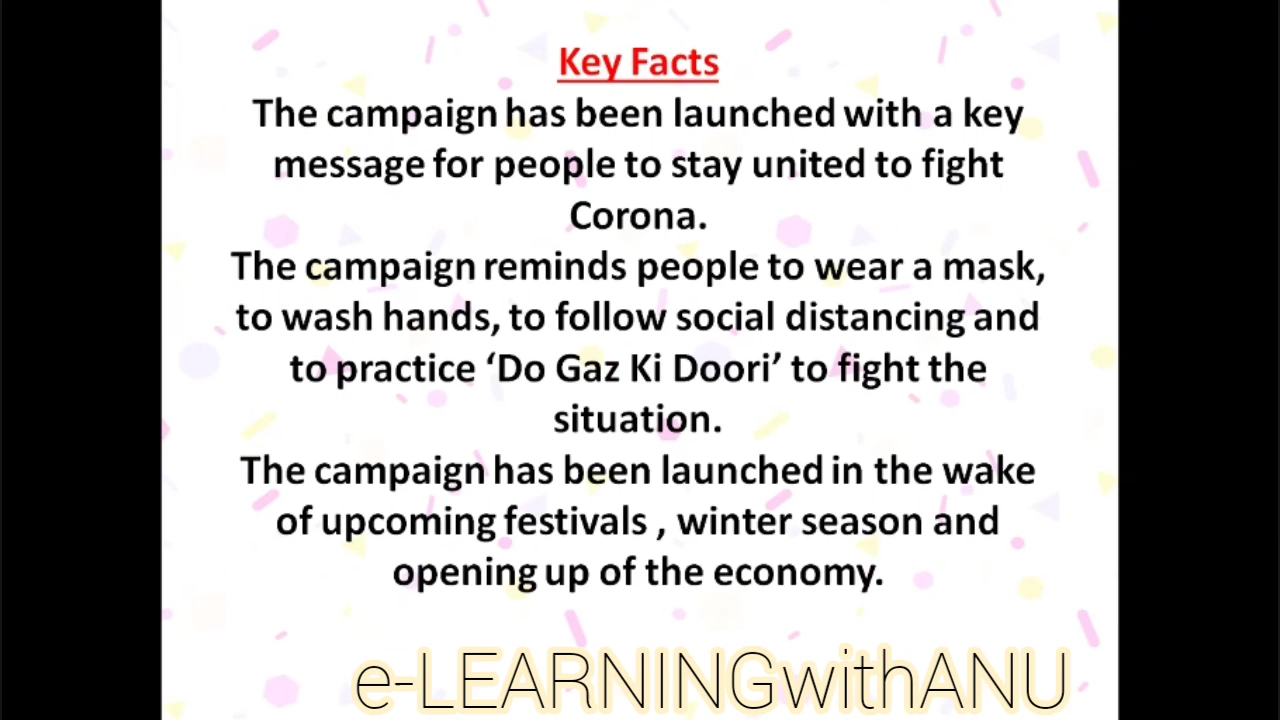 Key Facts
The campaign has been launched with a key
message for people to stay united to fight
Corona.
The campaign reminds people to wear a mask,
to wash hands, to follow social distancing and
to practice ‘Do Gaz Ki Doori’ to fight the
situation.
The campaign has been launched in the wake
of upcoming festivals , winter season and
opening up of the economy.
e-LEARNINGwithANU